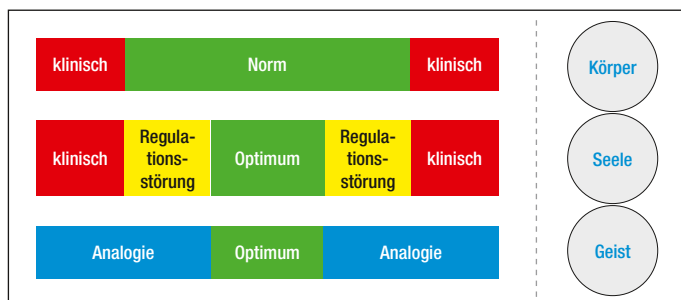 klinisch Norm klinisch
Körper
klinisch
Regula-
tions-
störung
Optimum
Regula-
tions-
störung
klinisch
Seele
Analogie Optimum Analogie
Geist